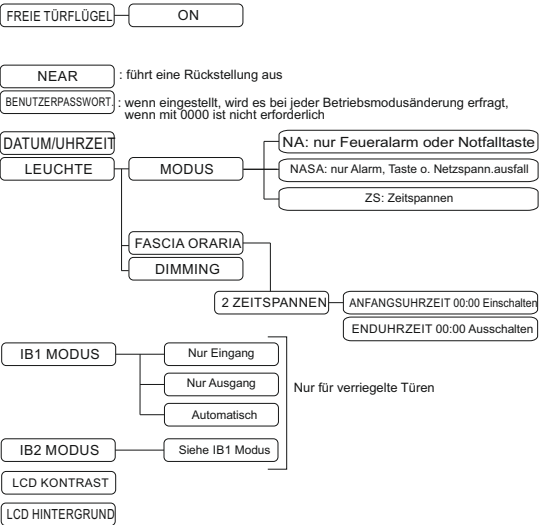 FREIE TÜRFLÜGEL
ON
NEAR
: führt eine Rückstellung aus
BENUTZERPASSWORT.
: wenn eingestellt, wird es bei jeder Betriebsmodusänderung erfragt,
wenn mit 0000 ist nicht erforderlich
DATUM/UHRZEIT
LEUCHTE
MODUS
NA: nur Feueralarm oder Notfalltaste
NASA: nur Alarm, Taste o. Netzspann.ausfall
ZS: Zeitspannen
FASCIA ORARIA
DIMMING
2 ZEITSPANNEN
ANFANGSUHRZEIT 00:00 Einschalten
ENDUHRZEIT 00:00 Ausschalten
IB1 MODUS
Nur Eingang
Nur Ausgang
Automatisch
Nur für verriegelte Türen
IB2 MODUS
Siehe IB1 Modus
LCD KONTRAST
LCD HINTERGRUND